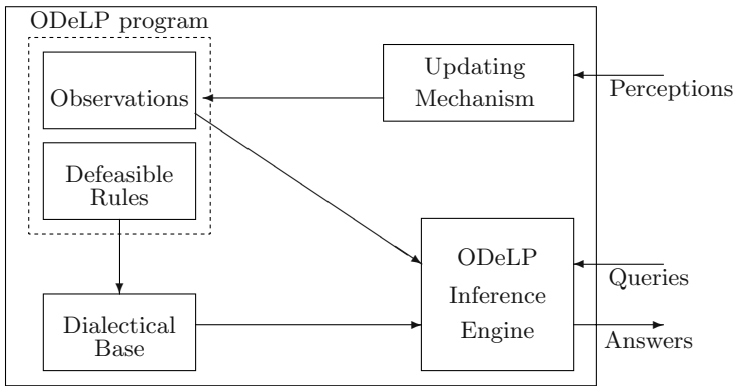 ODeLP program
Observations
Updating
Mechanism
Perceptions
Defeasible
Rules
ODeLP
Inference
Engine
Queries
Dialectical
Base
Answers